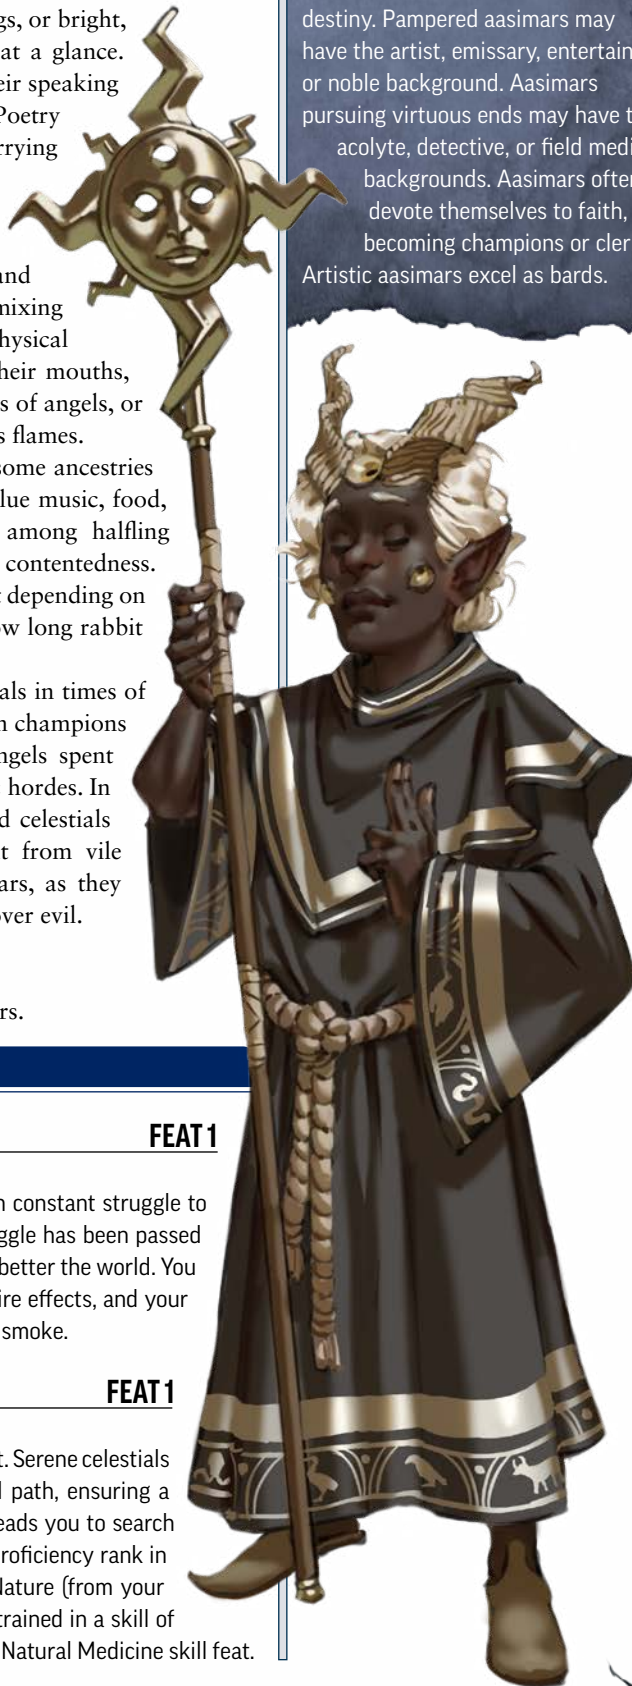 gs, or bright,
at a glance.
eir speaking
Poetry
rrying
and
mixing
hysical
heir mouths,
s of angels, or
s flames.
some ancestries
lue music, food,
among halfling
contentedness.
depending on
ow long rabbit
als in times of
n champions
ngels spent
hordes. In
d celestials
t from vile
ars, as they
over evil.
rs.
FEAT 1
n constant struggle to
ggle has been passed
better the world. You
ire effects, and your
smoke.
FEAT 1
t. Serene celestials
l path, ensuring a
eads you to search
roficiency rank in
Nature (from your
trained in a skill of
Natural Medicine skill feat.
destiny. Pampered aasimars may
have the artist, emissary, entertain
or noble background. Aasimars
pursuing virtuous ends may have t
acolyte, detective, or field medi
backgrounds. Aasimars often
devote themselves to faith,
becoming champions or cler
Artistic aasimars excel as bards.